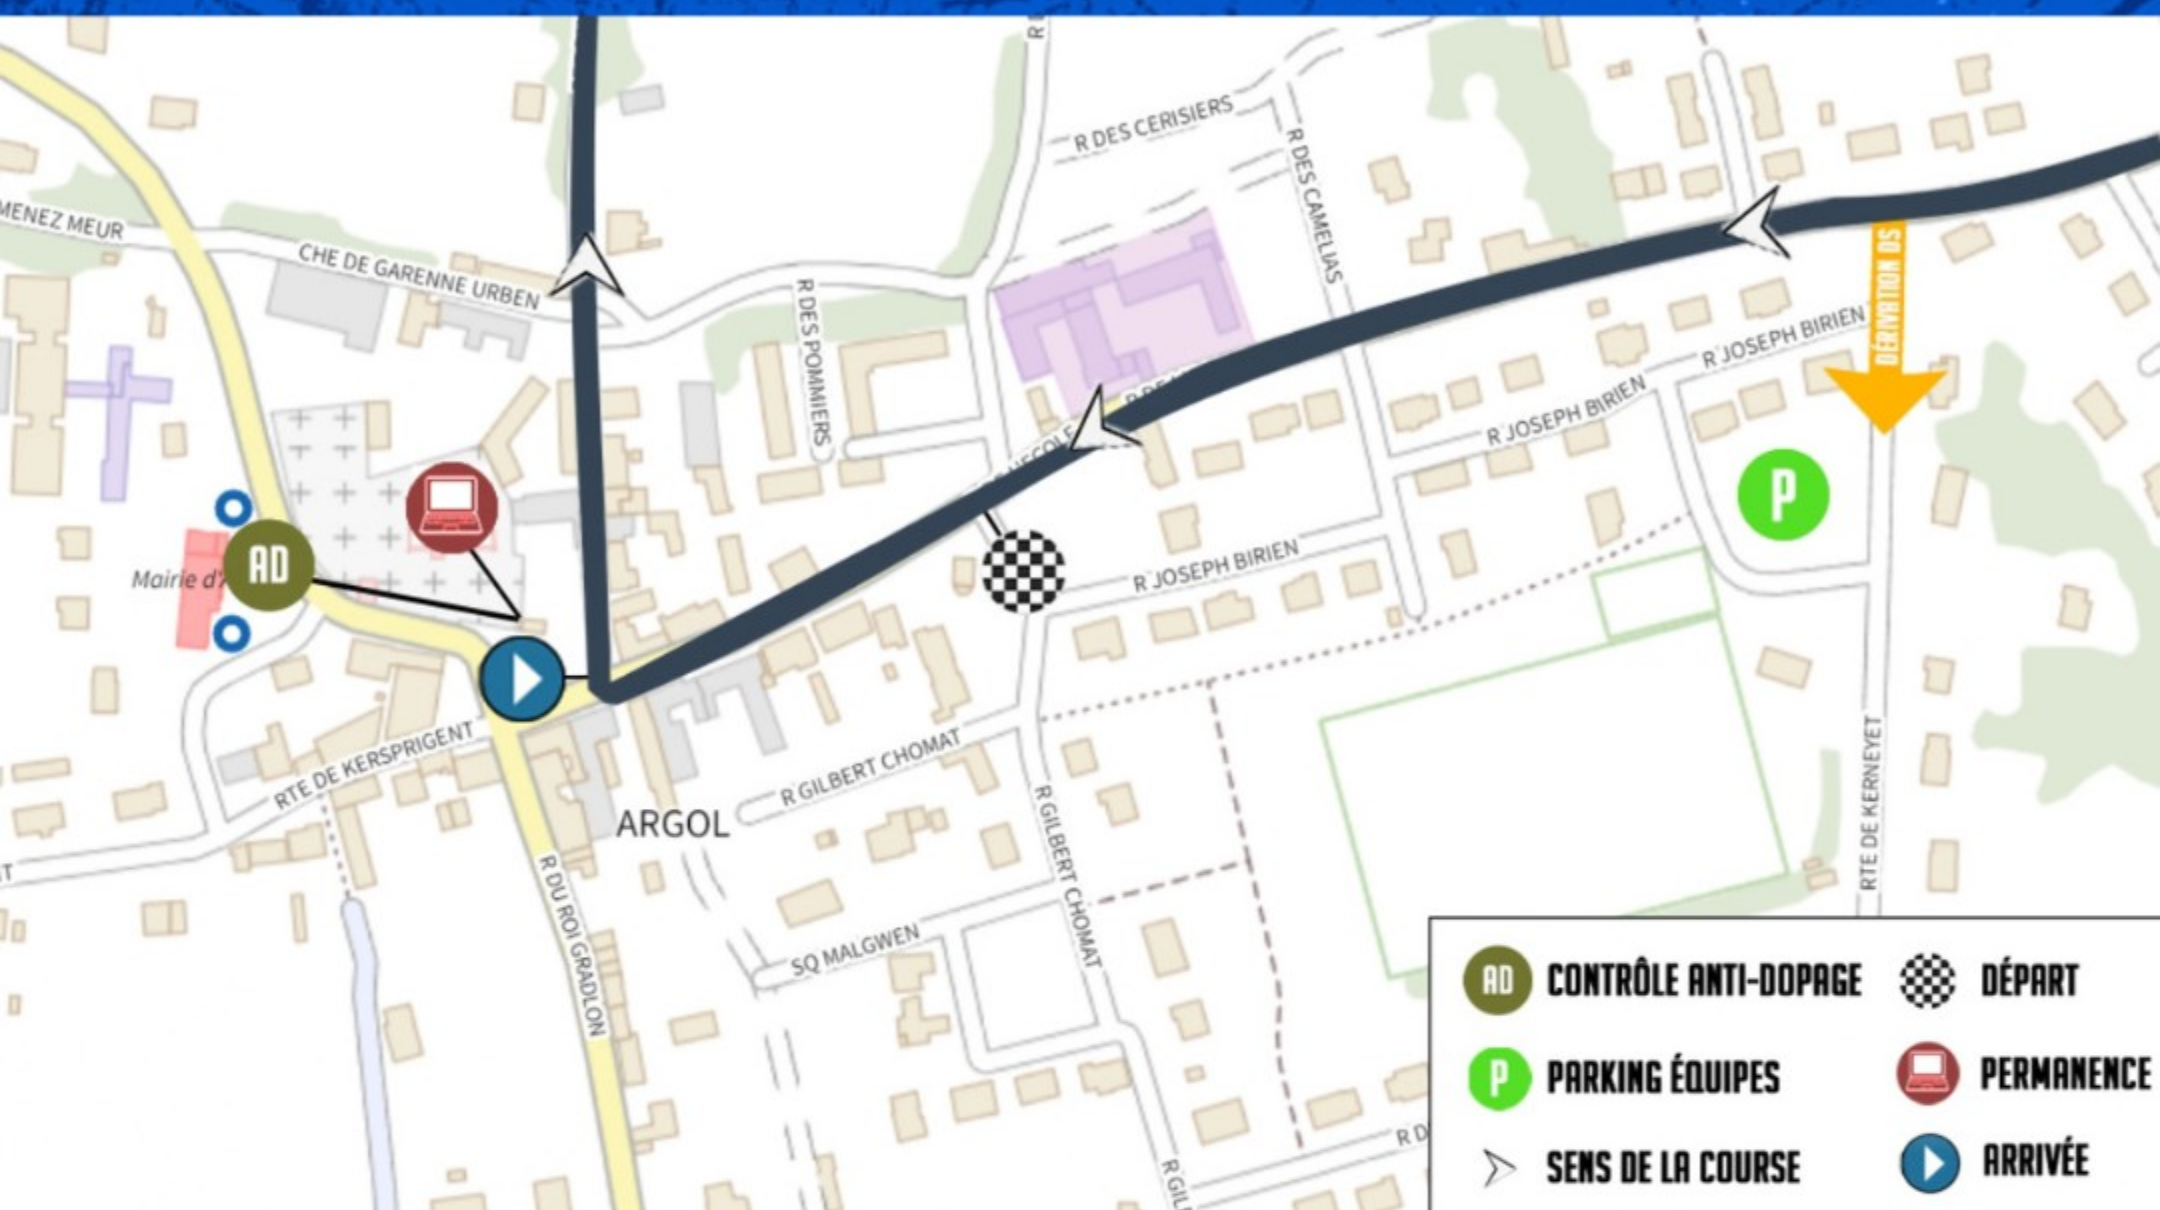 R DES CERISIERS
R DES CAMELIAS
MENEZ MEUR
CHE DE GARENNE URBEN
R DES POMMIERS
DÉRIVATION DS
R JOSEPH BIRIEN
R JOSEPH BIRIEN
P
AD
Mairie d'
R JOSEPH BIRIEN
RTE DE KERSPRIGENT
R GILBERT CHOMAT
ARGOL
R GILBERT CHOMAT
RTE DE KERNEYET
R DU ROI GRADLON
SQ MALGWEN
AD CONTRÔLE ANTI-DOPAGE
DÉPART
P PARKING ÉQUIPES
PERMANENCE
SENS DE LA COURSE
ARRIVÉE